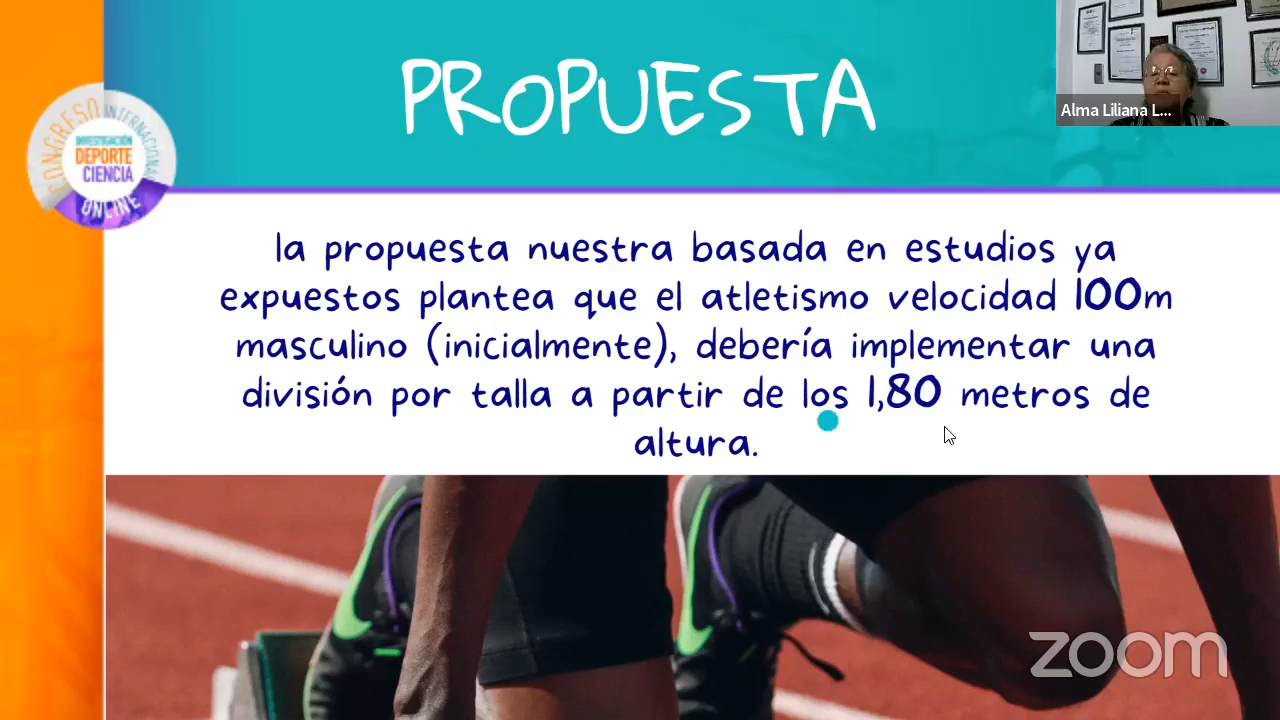 PROPUESTA
Alma Liliana L...
CONGRESO INTERNACIONAL
INVESTIGACIÓN
DEPORTE
CIENCIA
ONLINE
la propuesta nuestra basada en estudios ya
expuestos plantea que el atletismo velocidad 100m
masculino (inicialmente), debería implementar una
división por talla a partir de los 1,80 metros de
altura.
zoom